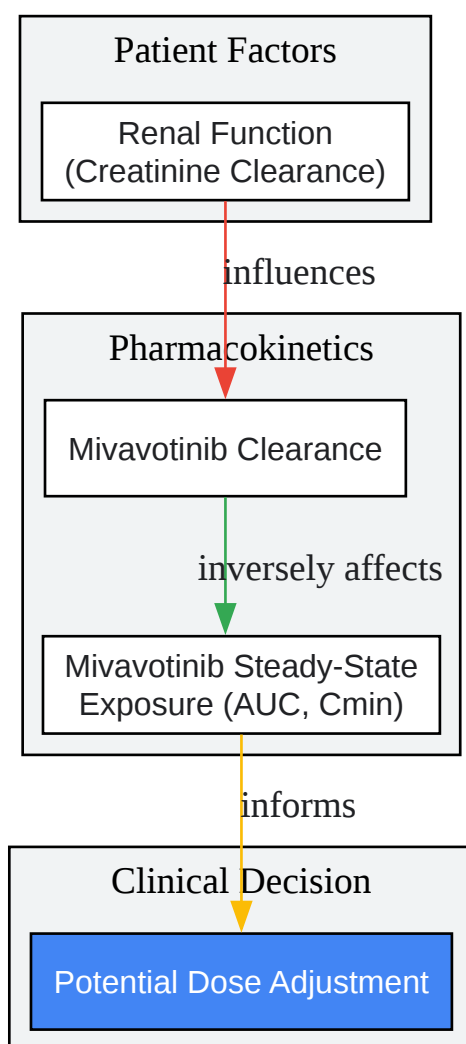 Patient Factors
Renal Function
(Creatinine Clearance)
influences
Pharmacokinetics
Mivavotinib Clearance
inversely affects
Mivavotinib Steady-State
Exposure (AUC, Cmin)
informs
Clinical Decision
Potential Dose Adjustment